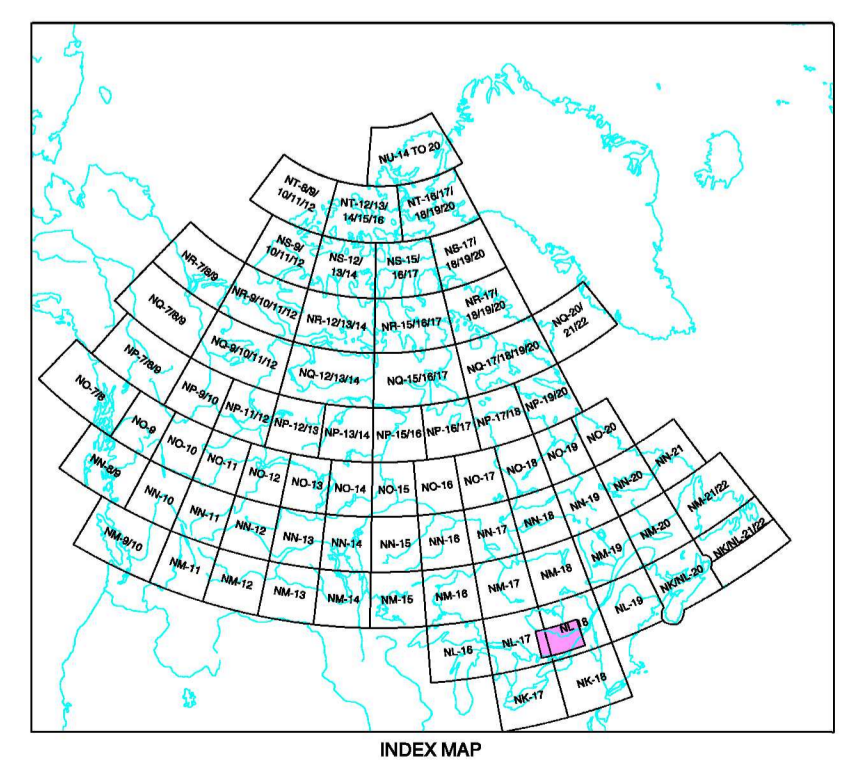 NU-14 TO 20
NT-8/9/
10/11/12
NT-12/13/
14/15/16
NT-16/17/
18/19/20
NS-9/
10/11/12
NS-12/
13/14
NS-15/
16/17
NS-17/
18/19/20
NR-7/8/9
NR-9/10/11/12
NR-12/13/14
NR-15/16/17
NR-17/
18/19/20
NQ-7/8/9
NQ-9/10/11/12
NQ-12/13/14
NQ-15/16/17
NQ-17/18/19/20
NQ-20/
21/22
NP-7/8/9
NP-9/10
NP-11/12
NP-12/13
NP-13/14
NP-15/16
NP-16/17
NP-17/18
NP-19/20
NO-7/8
NO-9
NO-10
NO-11
NO-12
NO-13
NO-14
NO-15
NO-16
NO-17
NO-18
NO-19
NO-20
NN-8/9
NN-10
NN-11
NN-12
NN-13
NN-14
NN-15
NN-16
NN-17
NN-18
NN-19
NN-20
NN-21
NM-9/10
NM-11
NM-12
NM-13
NM-14
NM-15
NM-16
NM-17
NM-18
NM-19
NM-20
NM-21/22
NL-16
NL-17
NL-18
NL-19
NK/NL-20
NK/NL-21/22
NK-17
NK-18
INDEX MAP